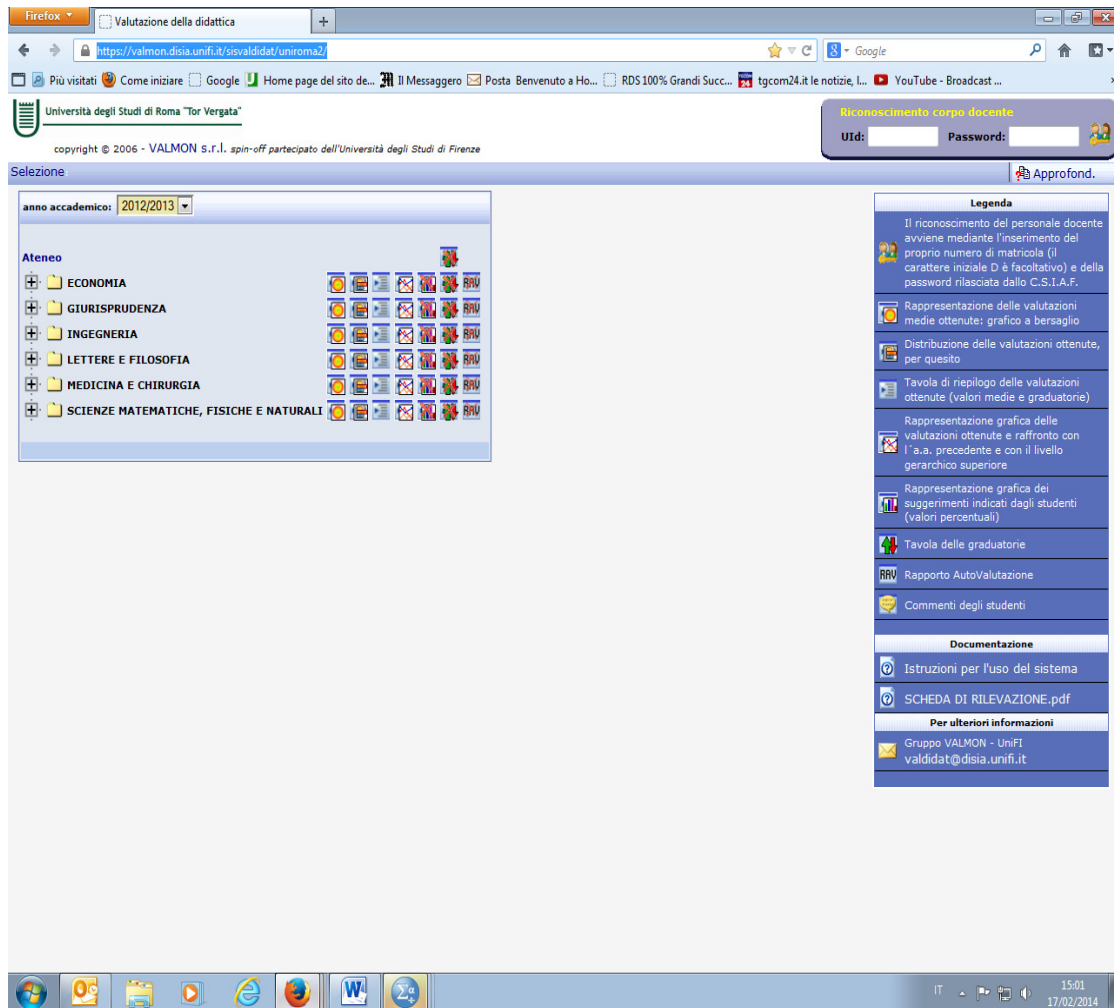 Firefox
Valutazione della didattica
https://valmon.disia.unifi.it/sisvaldidat/uniroma2/
Google
Più visitati Come iniziare Google Home page del sito de... Il Messaggero Posta Benvenuto a Ho... RDS 100% Grandi Succ... tgcom24.it le notizie, l... YouTube - Broadcast ...
Università degli Studi di Roma "Tor Vergata"
copyright © 2006 - VALMON S.r.l. spin-off partecipato dell'Università degli Studi di Firenze
Riconoscimento corpo docente
UId: Password:
Selezione
Approfond.
anno accademico: 2012/2013
Ateneo
ECONOMIA RAV
GIURISPRUDENZA RAV
INGEGNERIA RAV
LETTERE E FILOSOFIA RAV
MEDICINA E CHIRURGIA RAV
SCIENZE MATEMATICHE, FISICHE E NATURALI RAV
Legenda
Il riconoscimento del personale docente
avviene mediante l'inserimento del
proprio numero di matricola (il
carattere iniziale D è facoltativo) e della
password rilasciata dallo C.S.I.A.F.
Rappresentazione delle valutazioni
medie ottenute: grafico a bersaglio
Distribuzione delle valutazioni ottenute,
per quesito
Tavola di riepilogo delle valutazioni
ottenute (valori medie e graduatorie)
Rappresentazione grafica delle
valutazioni ottenute e raffronto con
l´a.a. precedente e con il livello
gerarchico superiore
Rappresentazione grafica dei
suggerimenti indicati dagli studenti
(valori percentuali)
Tavola delle graduatorie
RAV Rapporto AutoValutazione
Commenti degli studenti
Documentazione
Istruzioni per l'uso del sistema
SCHEDA DI RILEVAZIONE.pdf
Per ulteriori informazioni
Gruppo VALMON - UniFI
valdidat@disia.unifi.it
IT
15:01
17/02/2014